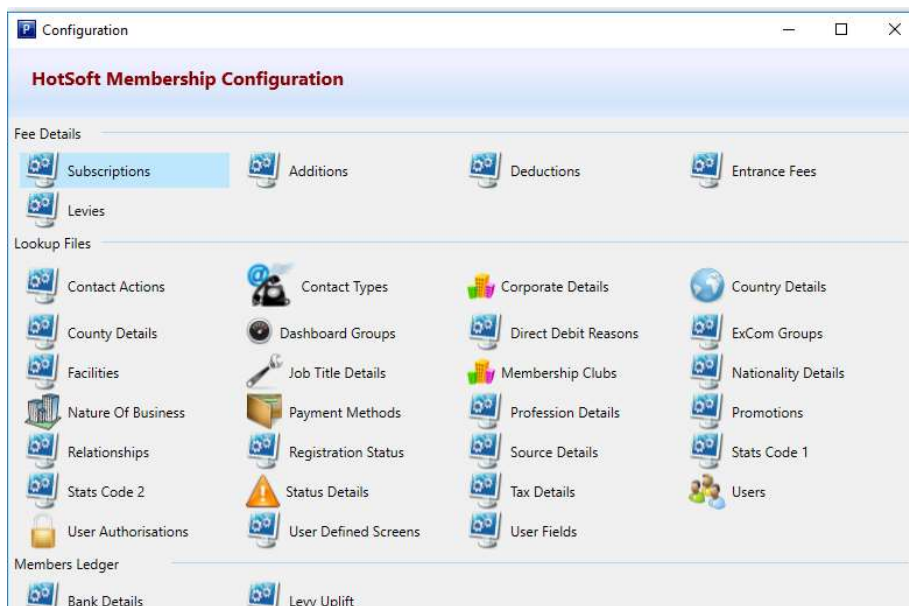 Configuration
HotSoft Membership Configuration
Fee Details
Subscriptions Additions Deductions Entrance Fees
Levies
Lookup Files
Contact Actions Contact Types Corporate Details Country Details
County Details Dashboard Groups Direct Debit Reasons ExCom Groups
Facilities Job Title Details Membership Clubs Nationality Details
Nature Of Business Payment Methods Profession Details Promotions
Relationships Registration Status Source Details Stats Code 1
Stats Code 2 Status Details Tax Details Users
User Authorisations User Defined Screens User Fields
Members Ledger
Bank Details Levy Uplift